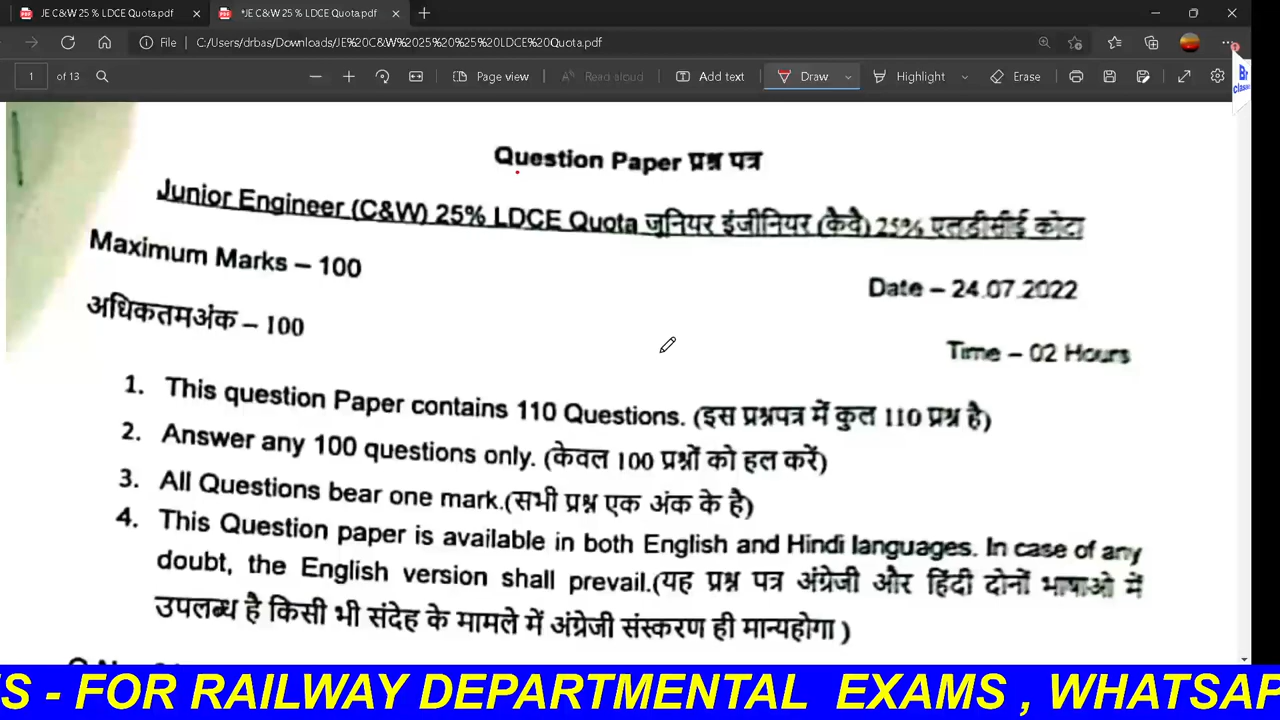 JE C&W 25 % LDCE Quota.pdf
*JE C&W 25 % LDCE Quota.pdf
File C:/Users/drbas/Downloads/JE%20C&W%2025%20%25%20LDCE%20Quota.pdf
1 of 13 Page view Read aloud Add text Draw Highlight Erase
Br
class
Question Paper प्रश्न पत्र
Junior Engineer (C&W) 25% LDCE Quota जूनियर इंजीनियर (कैवै) 25% एलडीसीई कोटा
Maximum Marks – 100
Date – 24.07.2022
अधिकतमअंक – 100
Time – 02 Hours
1. This question Paper contains 110 Questions. (इस प्रश्नपत्र में कुल 110 प्रश्न है)
2. Answer any 100 questions only. (केवल 100 प्रश्नों को हल करें)
3. All Questions bear one mark.(सभी प्रश्न एक अंक के है)
4. This Question paper is available in both English and Hindi languages. In case of any
doubt, the English version shall prevail.(यह प्रश्न पत्र अंग्रेजी और हिंदी दोनों भाषाओ में
उपलब्ध है किसी भी संदेह के मामले में अंग्रेजी संस्करण ही मान्यहोगा )
S - FOR RAILWAY DEPARTMENTAL EXAMS , WHATSAP